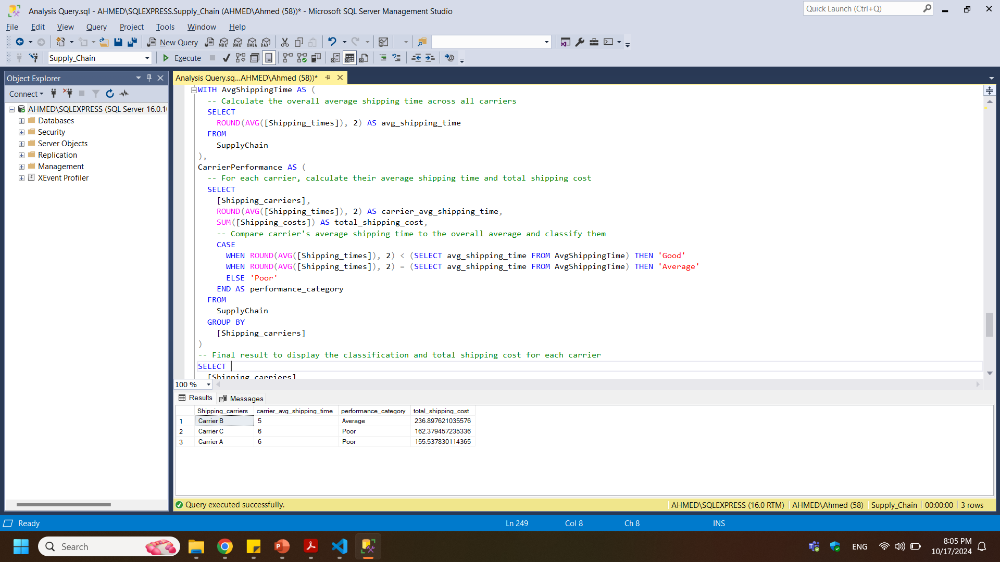 Analysis Query.sql - AHMED\SQLEXPRESS.Supply_Chain (AHMED\Ahmed (58))* - Microsoft SQL Server Management Studio
Quick Launch (Ctrl+Q)
File Edit View Query Project Tools Window Help
New Query MDX DMX XMLA DAX
Supply_Chain Execute
Object Explorer
Connect
AHMED\SQLEXPRESS (SQL Server 16.0.10
Databases
Security
Server Objects
Replication
Management
XEvent Profiler
Analysis Query.sq...AHMED\Ahmed (58))*
WITH AvgShippingTime AS (
-- Calculate the overall average shipping time across all carriers
SELECT
ROUND(AVG([Shipping_times]), 2) AS avg_shipping_time
FROM
SupplyChain
),
CarrierPerformance AS (
-- For each carrier, calculate their average shipping time and total shipping cost
SELECT
[Shipping_carriers],
ROUND(AVG([Shipping_times]), 2) AS carrier_avg_shipping_time,
SUM([Shipping_costs]) AS total_shipping_cost,
-- Compare carrier's average shipping time to the overall average and classify them
CASE
WHEN ROUND(AVG([Shipping_times]), 2) < (SELECT avg_shipping_time FROM AvgShippingTime) THEN 'Good'
WHEN ROUND(AVG([Shipping_times]), 2) = (SELECT avg_shipping_time FROM AvgShippingTime) THEN 'Average'
ELSE 'Poor'
END AS performance_category
FROM
SupplyChain
GROUP BY
[Shipping_carriers]
)
-- Final result to display the classification and total shipping cost for each carrier
SELECT
[Shipping_carriers]
100 %
Results Messages
Shipping_carriers carrier_avg_shipping_time performance_category total_shipping_cost
1 Carrier B 5 Average 236.897621035576
2 Carrier C 6 Poor 162.379457235336
3 Carrier A 6 Poor 155.537830114365
Query executed successfully. AHMED\SQLEXPRESS (16.0 RTM) AHMED\Ahmed (58) Supply_Chain 00:00:00 3 rows
Ready Ln 249 Col 8 Ch 8 INS
Search ENG 8:05 PM
10/17/2024